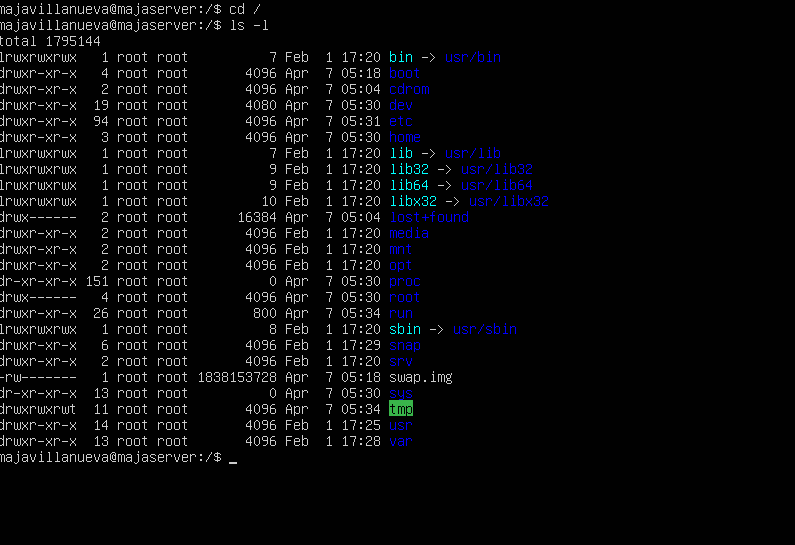 majavillanueva@majaserver:/$ cd /
majavillanueva@majaserver:/$ ls -l
total 1795144
lrwxrwxrwx   1 root root          7 Feb  1 17:20 bin -> usr/bin
drwxr-xr-x   4 root root       4096 Apr  7 05:18 boot
drwxr-xr-x   2 root root       4096 Apr  7 05:04 cdrom
drwxr-xr-x  19 root root       4080 Apr  7 05:30 dev
drwxr-xr-x  94 root root       4096 Apr  7 05:31 etc
drwxr-xr-x   3 root root       4096 Apr  7 05:30 home
lrwxrwxrwx   1 root root          7 Feb  1 17:20 lib -> usr/lib
lrwxrwxrwx   1 root root          9 Feb  1 17:20 lib32 -> usr/lib32
lrwxrwxrwx   1 root root          9 Feb  1 17:20 lib64 -> usr/lib64
lrwxrwxrwx   1 root root         10 Feb  1 17:20 libx32 -> usr/libx32
drwx------   2 root root      16384 Apr  7 05:04 lost+found
drwxr-xr-x   2 root root       4096 Feb  1 17:20 media
drwxr-xr-x   2 root root       4096 Feb  1 17:20 mnt
drwxr-xr-x   2 root root       4096 Feb  1 17:20 opt
dr-xr-xr-x 151 root root          0 Apr  7 05:30 proc
drwx------   4 root root       4096 Apr  7 05:30 root
drwxr-xr-x  26 root root        800 Apr  7 05:34 run
lrwxrwxrwx   1 root root          8 Feb  1 17:20 sbin -> usr/sbin
drwxr-xr-x   6 root root       4096 Feb  1 17:29 snap
drwxr-xr-x   2 root root       4096 Feb  1 17:20 srv
-rw-------   1 root root 1838153728 Apr  7 05:18 swap.img
dr-xr-xr-x  13 root root          0 Apr  7 05:30 sys
drwxrwxrwt  11 root root       4096 Apr  7 05:34 tmp
drwxr-xr-x  14 root root       4096 Feb  1 17:25 usr
drwxr-xr-x  13 root root       4096 Feb  1 17:28 var
majavillanueva@majaserver:/$ _